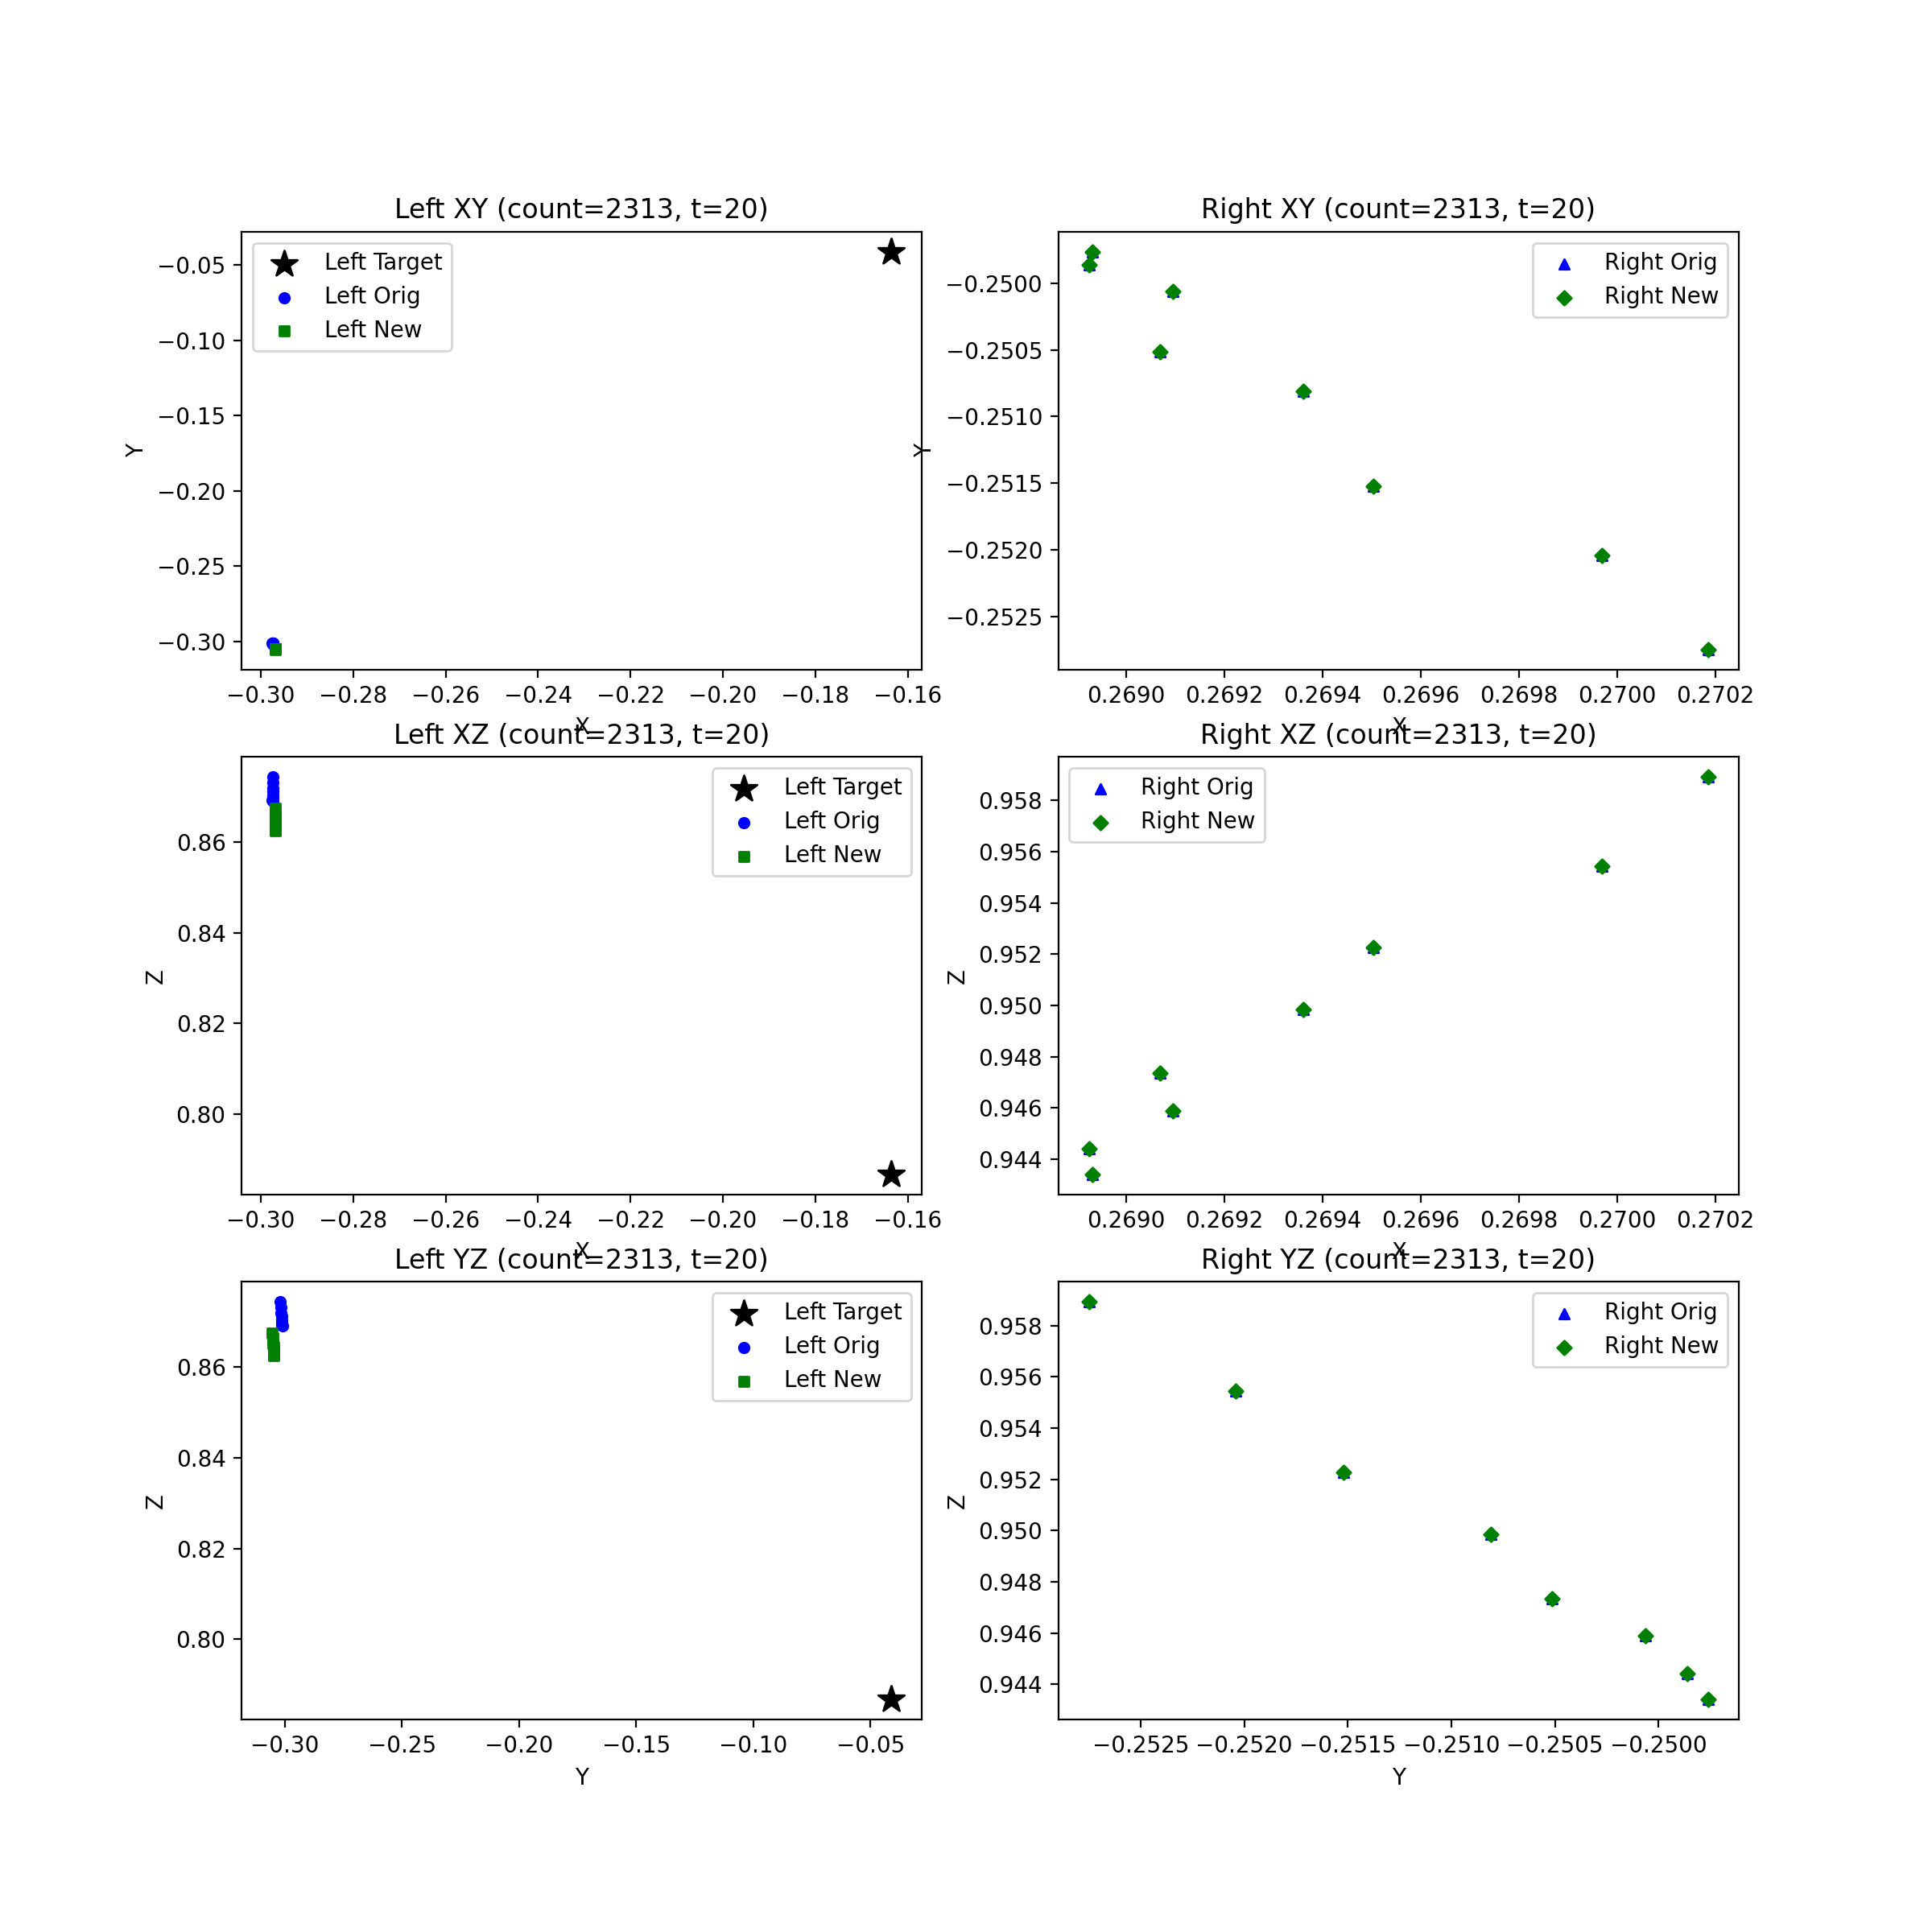 Left XY (count=2313, t=20)
Left Target
Left Orig
Left New
Y
−0.05
−0.10
−0.15
−0.20
−0.25
−0.30
−0.30 −0.28 −0.26 −0.24 −0.22 −0.20 −0.18 −0.16
X
Right XY (count=2313, t=20)
Right Orig
Right New
Y
−0.2500
−0.2505
−0.2510
−0.2515
−0.2520
−0.2525
0.2690 0.2692 0.2694 0.2696 0.2698 0.2700 0.2702
X
Left XZ (count=2313, t=20)
Left Target
Left Orig
Left New
Z
0.86
0.84
0.82
0.80
−0.30 −0.28 −0.26 −0.24 −0.22 −0.20 −0.18 −0.16
X
Right XZ (count=2313, t=20)
Right Orig
Right New
Z
0.958
0.956
0.954
0.952
0.950
0.948
0.946
0.944
0.2690 0.2692 0.2694 0.2696 0.2698 0.2700 0.2702
X
Left YZ (count=2313, t=20)
Left Target
Left Orig
Left New
Z
0.86
0.84
0.82
0.80
−0.30 −0.25 −0.20 −0.15 −0.10 −0.05
Y
Right YZ (count=2313, t=20)
Right Orig
Right New
Z
0.958
0.956
0.954
0.952
0.950
0.948
0.946
0.944
−0.2525 −0.2520 −0.2515 −0.2510 −0.2505 −0.2500
Y